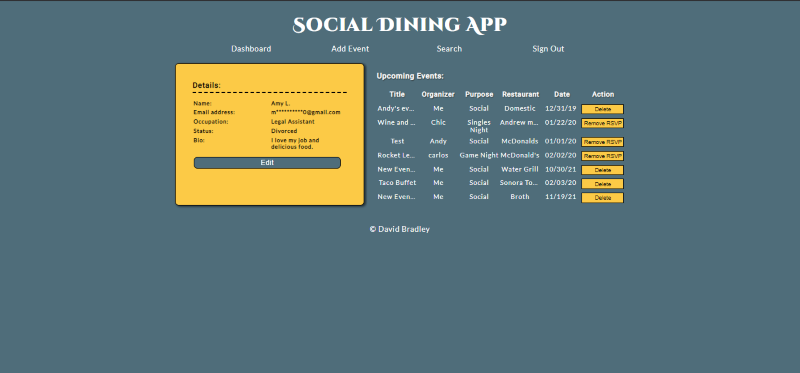 Social Dining App
Dashboard Add Event Search Sign Out
Details:
Name: Amy L.
Email address: m**********0@gmail.com
Occupation: Legal Assistant
Status: Divorced
Bio: I love my job and
delicious food.
Edit
Upcoming Events:
Title Organizer Purpose Restaurant Date Action
Andy's ev... Me Social Domestic 12/31/19 Delete
Wine and ... Chic Singles Andrew m... 01/22/20 Remove RSVP
Night
Test Andy Social McDonalds 01/01/20 Remove RSVP
Rocket Le... carlos Game Night McDonald's 02/02/20 Remove RSVP
New Even... Me Social Water Grill 10/30/21 Delete
Taco Buffet Me Social Sonora To... 02/03/20 Delete
New Even... Me Social Broth 11/19/21 Delete
© David Bradley